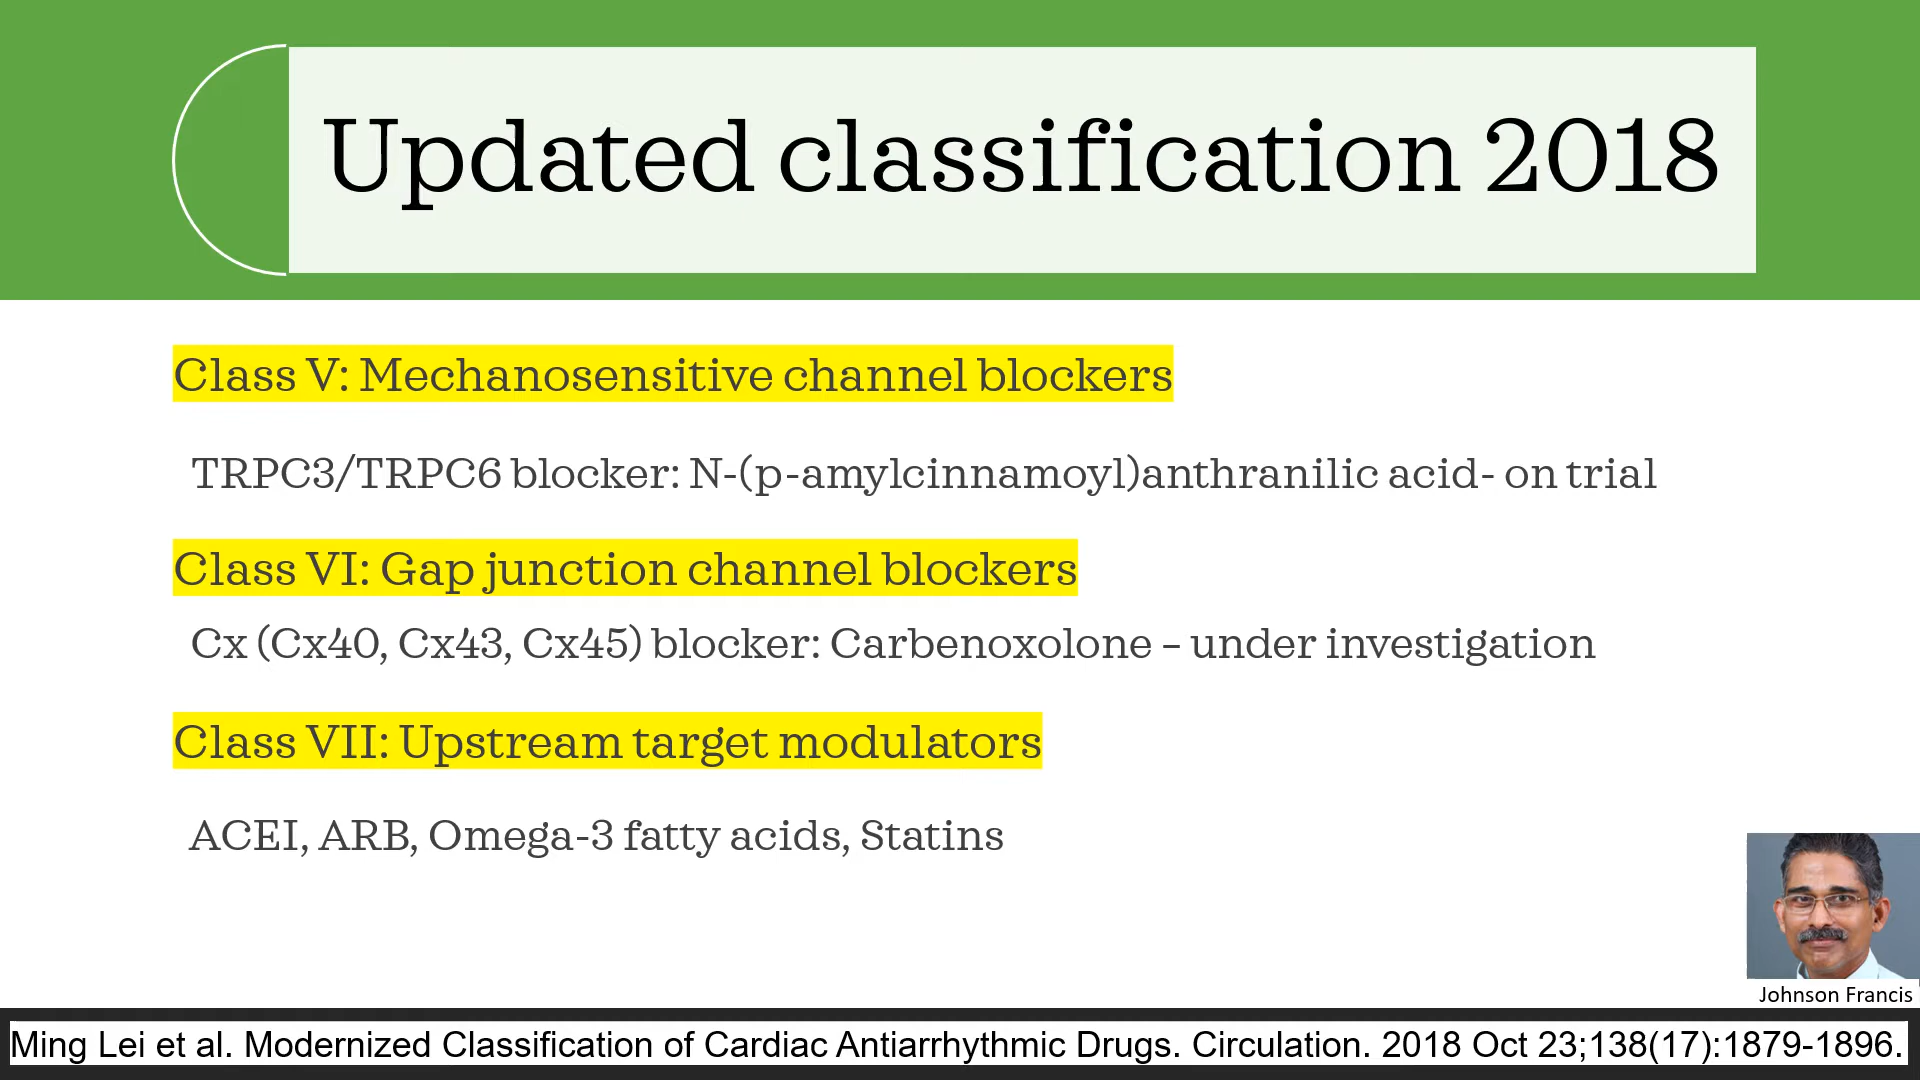 Updated classification 2018
Class V: Mechanosensitive channel blockers
TRPC3/TRPC6 blocker: N-(p-amylcinnamoyl)anthranilic acid- on trial
Class VI: Gap junction channel blockers
Cx (Cx40, Cx43, Cx45) blocker: Carbenoxolone – under investigation
Class VII: Upstream target modulators
ACEI, ARB, Omega-3 fatty acids, Statins
Johnson Francis
Ming Lei et al. Modernized Classification of Cardiac Antiarrhythmic Drugs. Circulation. 2018 Oct 23;138(17):1879-1896.